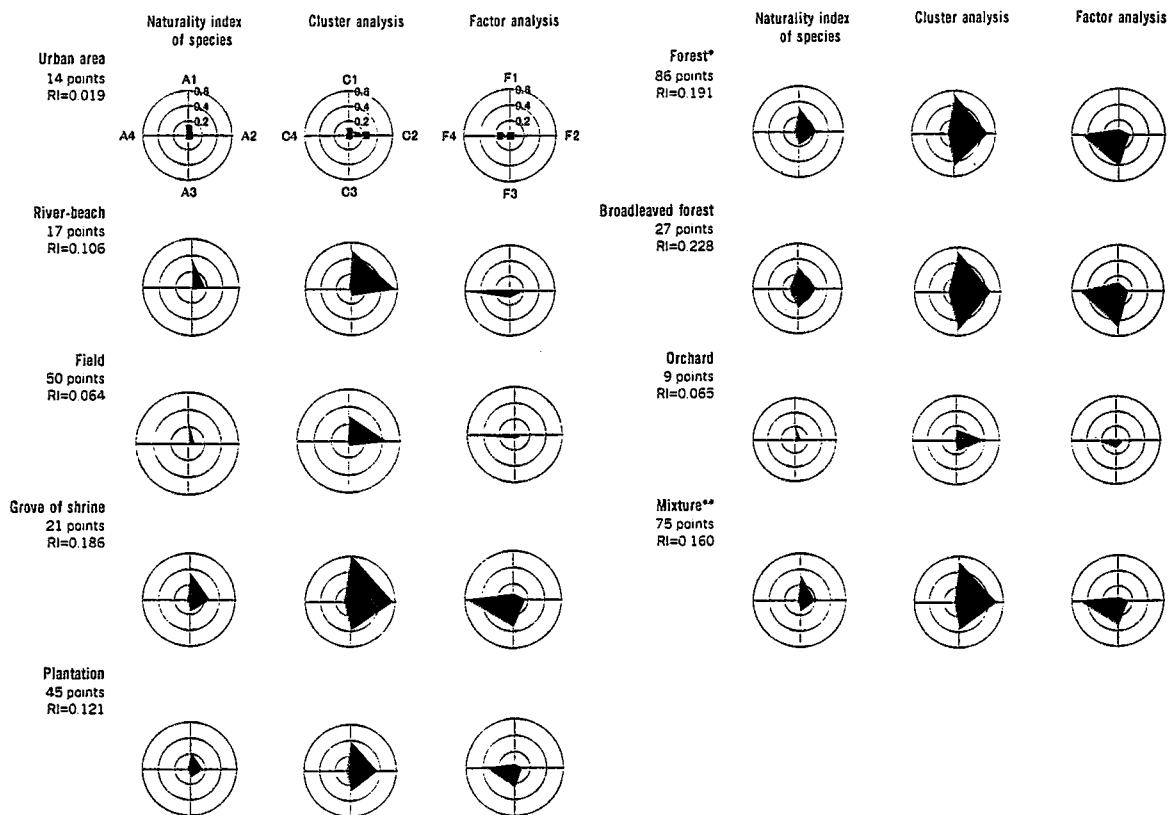 Naturality index
of species
Cluster analysis
Factor analysis
Urban area
14 points
RI=0.019
A1
0.8
0.4
0.2
A4
A2
A3
C1
0.8
0.4
0.2
C4
C2
C3
F1
0.8
0.4
0.2
F4
F2
F3
River-beach
17 points
RI=0.106
Field
50 points
RI=0.064
Grove of shrine
21 points
RI=0.186
Plantation
45 points
RI=0.121
Naturality index
of species
Cluster analysis
Factor analysis
Forest*
86 points
RI=0.191
Broadleaved forest
27 points
RI=0.228
Orchard
9 points
RI=0.065
Mixture**
75 points
RI=0 160